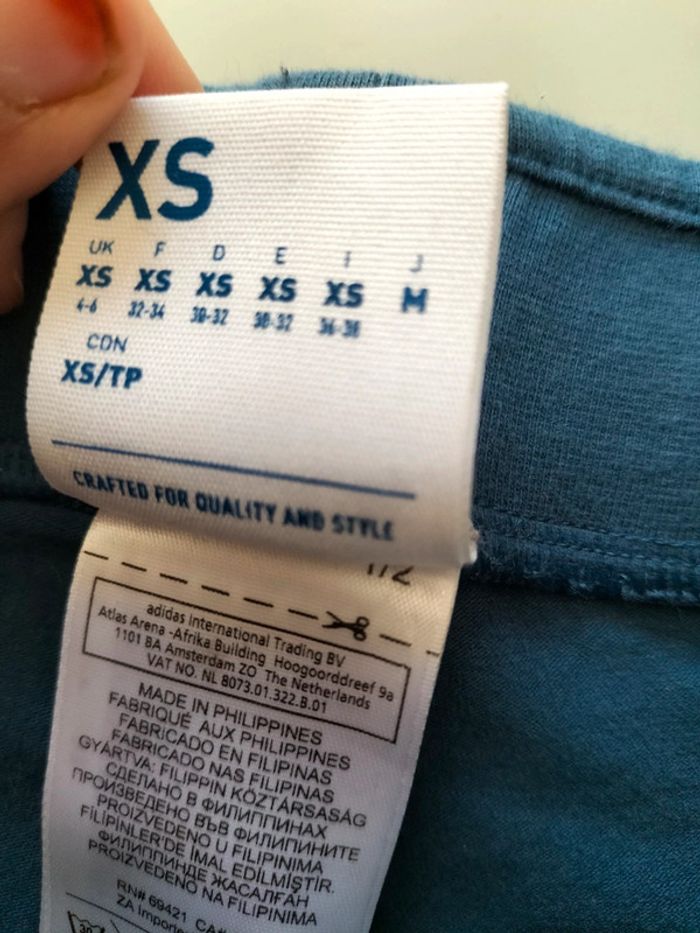 XS
UK F D E I J
XS XS XS XS XS M
4-6 32-34 30-32 30-32 36-38
CDN
XS/TP
CRAFTED FOR QUALITY AND STYLE
1/2
adidas International Trading BV
Atlas Arena -Afrika Building Hoogoorddreef 9a
1101 BA Amsterdam ZO The Netherlands
VAT NO. NL 8073.01.322.B.01
MADE IN PHILIPPINES
FABRIQUÉ AUX PHILIPPINES
FABRICADO EN FILIPINAS
FABRICADO NAS FILIPINAS
GYÁRTVA: FILIPPIN KÖZTÁRSASÁG
СДЕЛАНО В ФИЛИППИНАХ
ПРОИЗВЕДЕНО ВЪВ ФИЛИПИНИТЕ
PROIZVEDENO U FILIPINIMA
FİLİPİNLER'DE İMAL EDİLMİŞTİR.
ФИЛИППИНДЕ ЖАСАЛҒАН
PROIZVEDENO NA FILIPINIMA
RN# 69421 CA#
ZA Importe
30